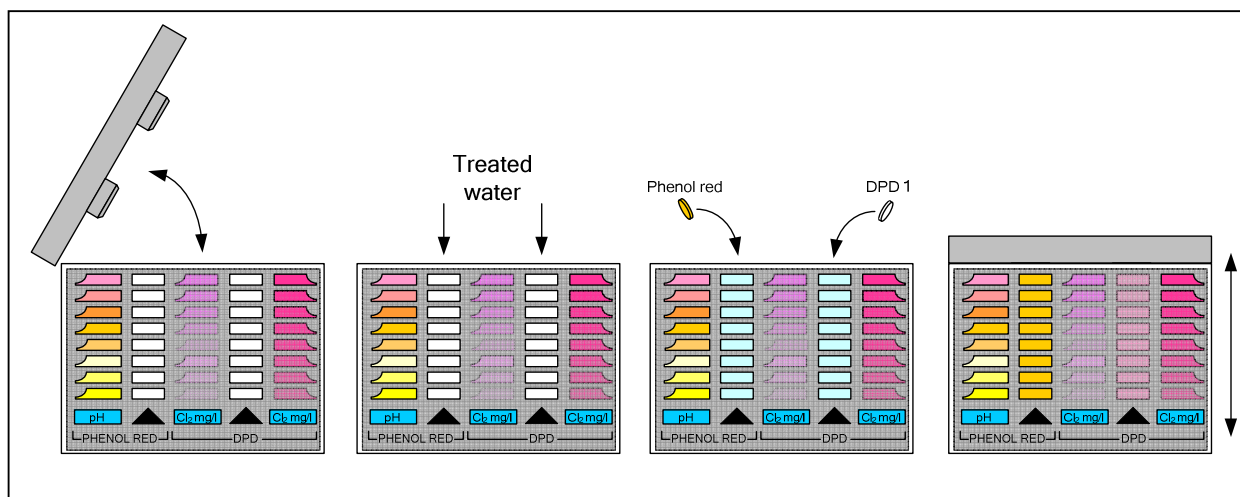 Treated
water
Phenol red
DPD 1
pH Cl2 mg/l Cl2 mg/l
PHENOL RED DPD
pH Cl2 mg/l Cl2 mg/l
PHENOL RED DPD
pH Cl2 mg/l Cl2 mg/l
PHENOL RED DPD
pH Cl2 mg/l Cl2 mg/l
PHENOL RED DPD